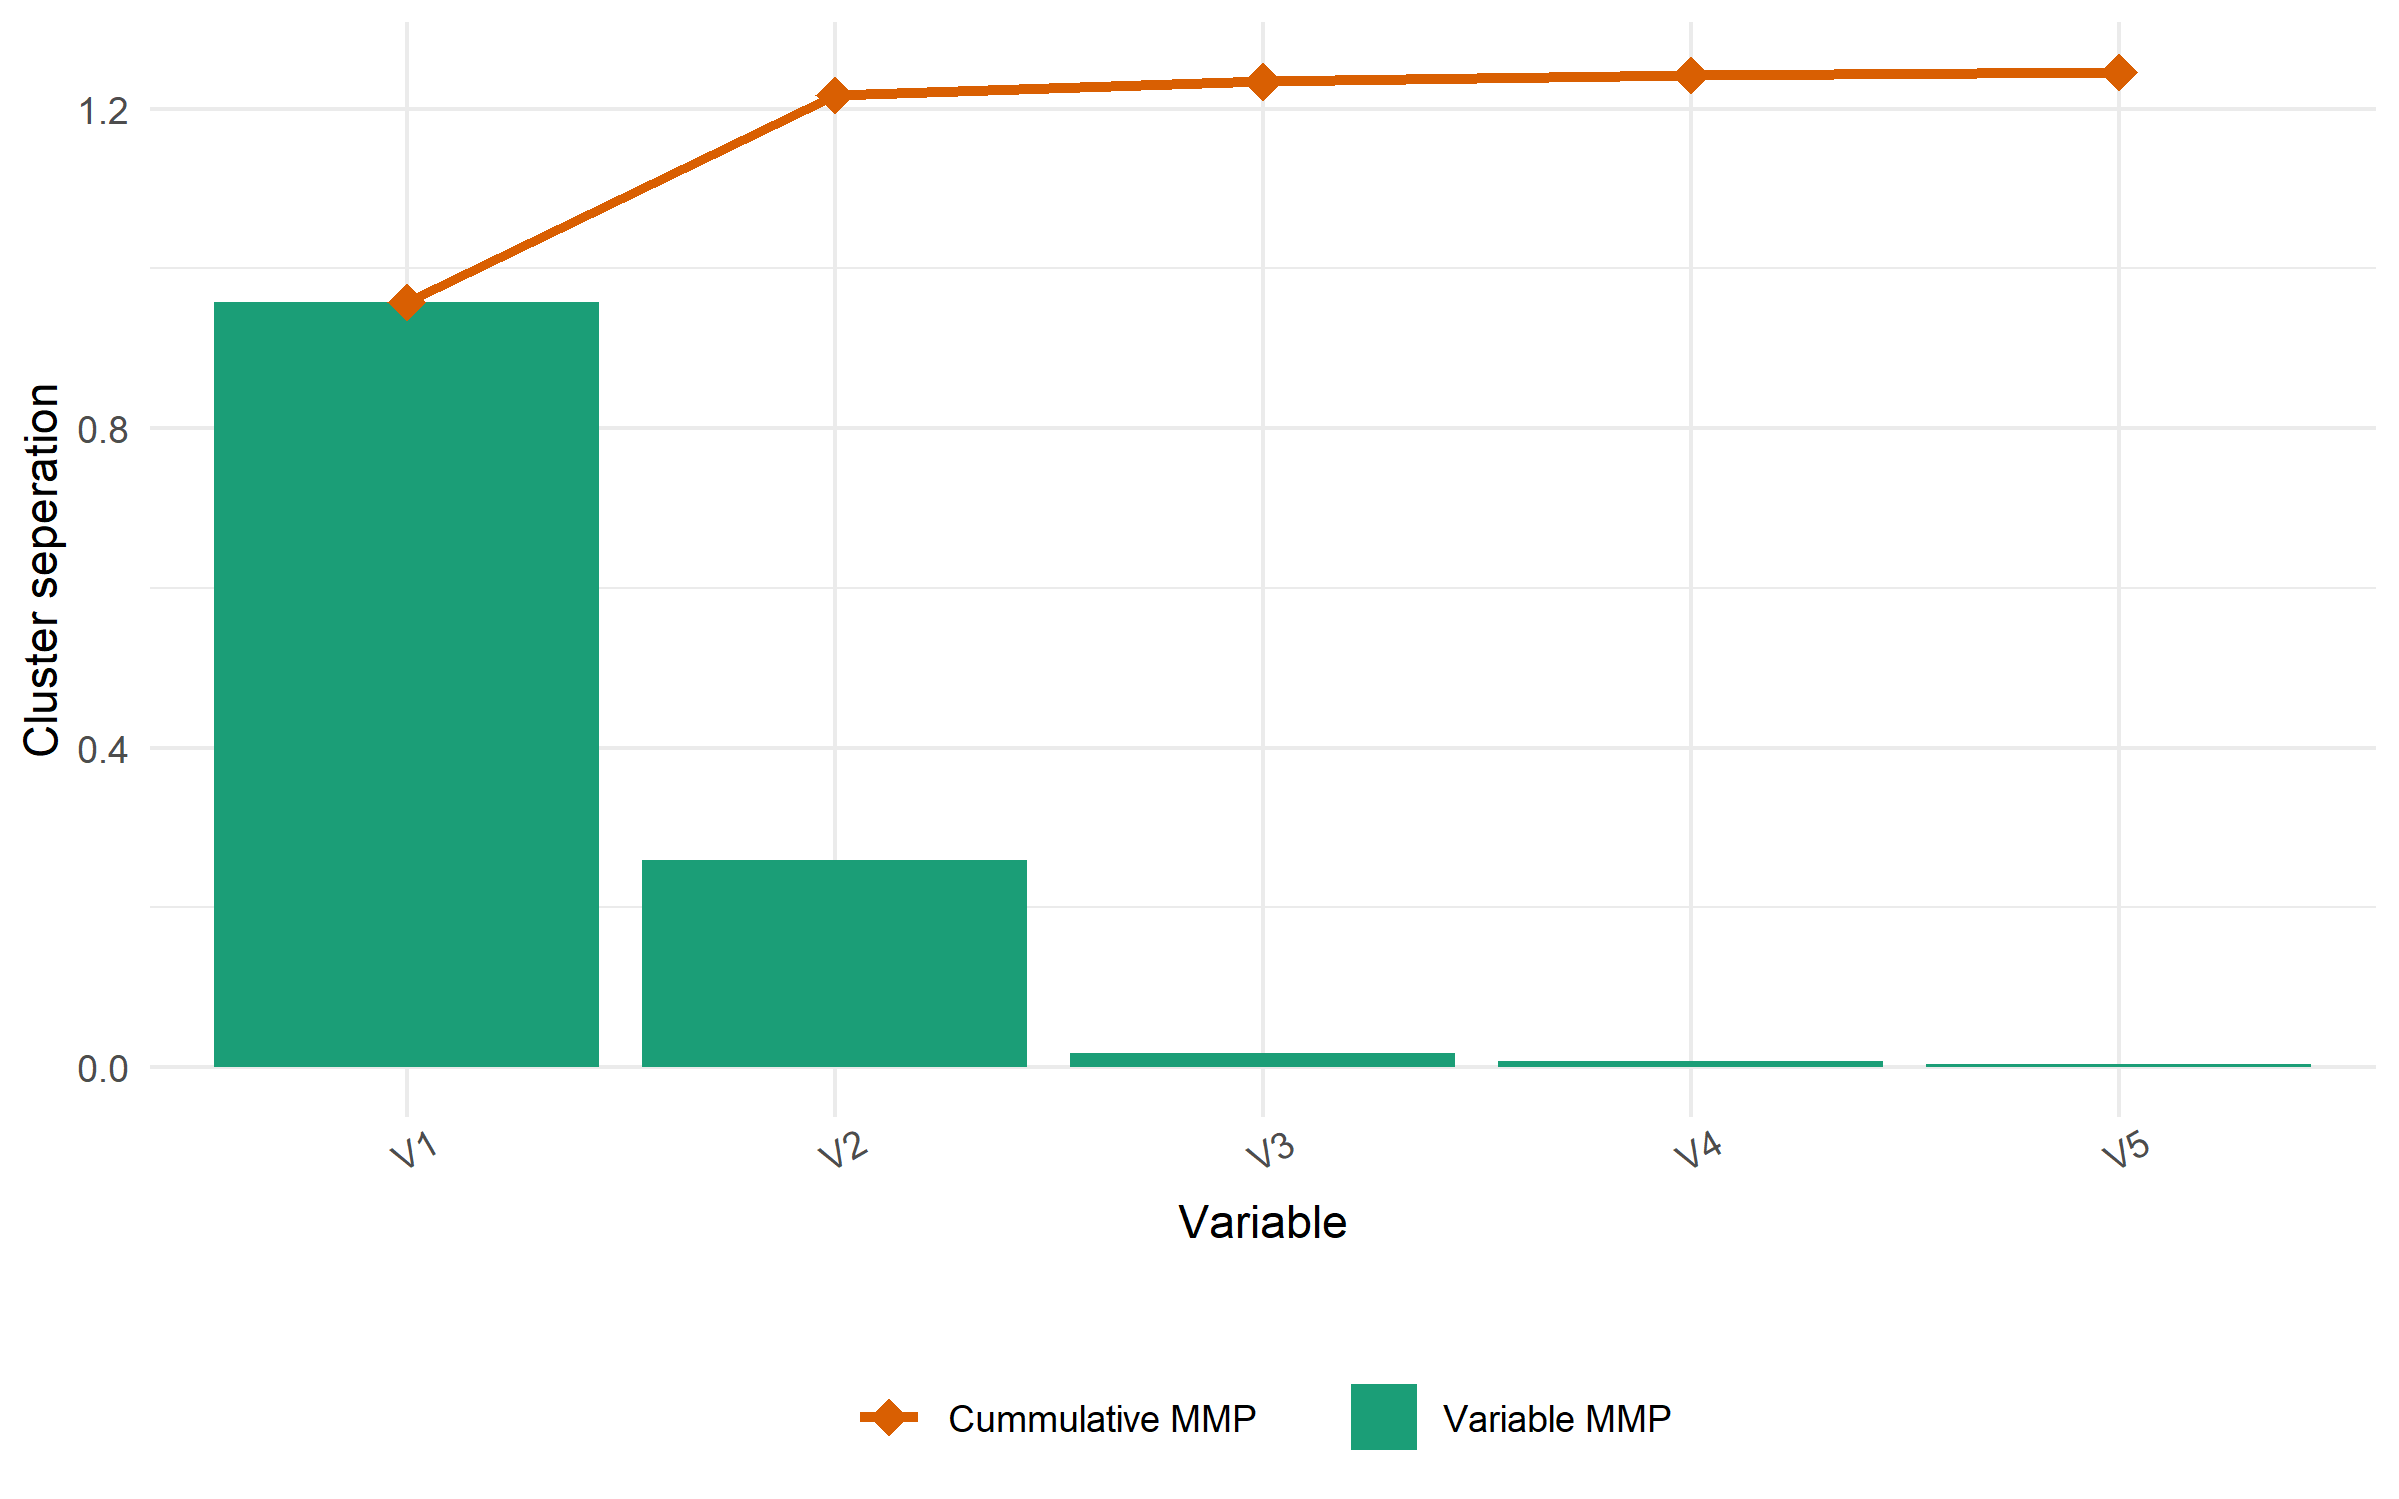 Cluster seperation
1.2
0.8
0.4
0.0
V1 V2 V3 V4 V5
Variable
Cummulative MMP Variable MMP